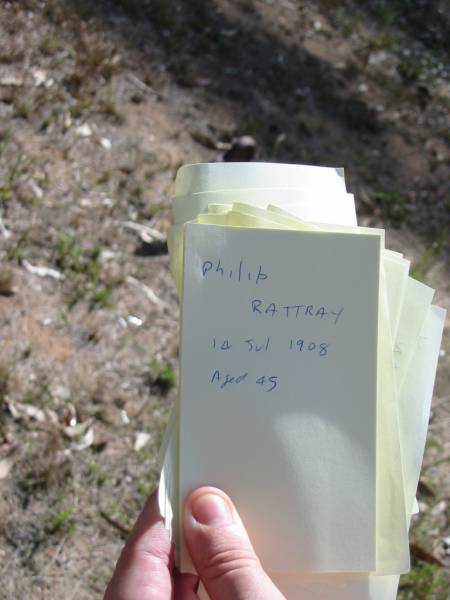 Philip
RATTRAY
14 Jul 1908
Aged 45